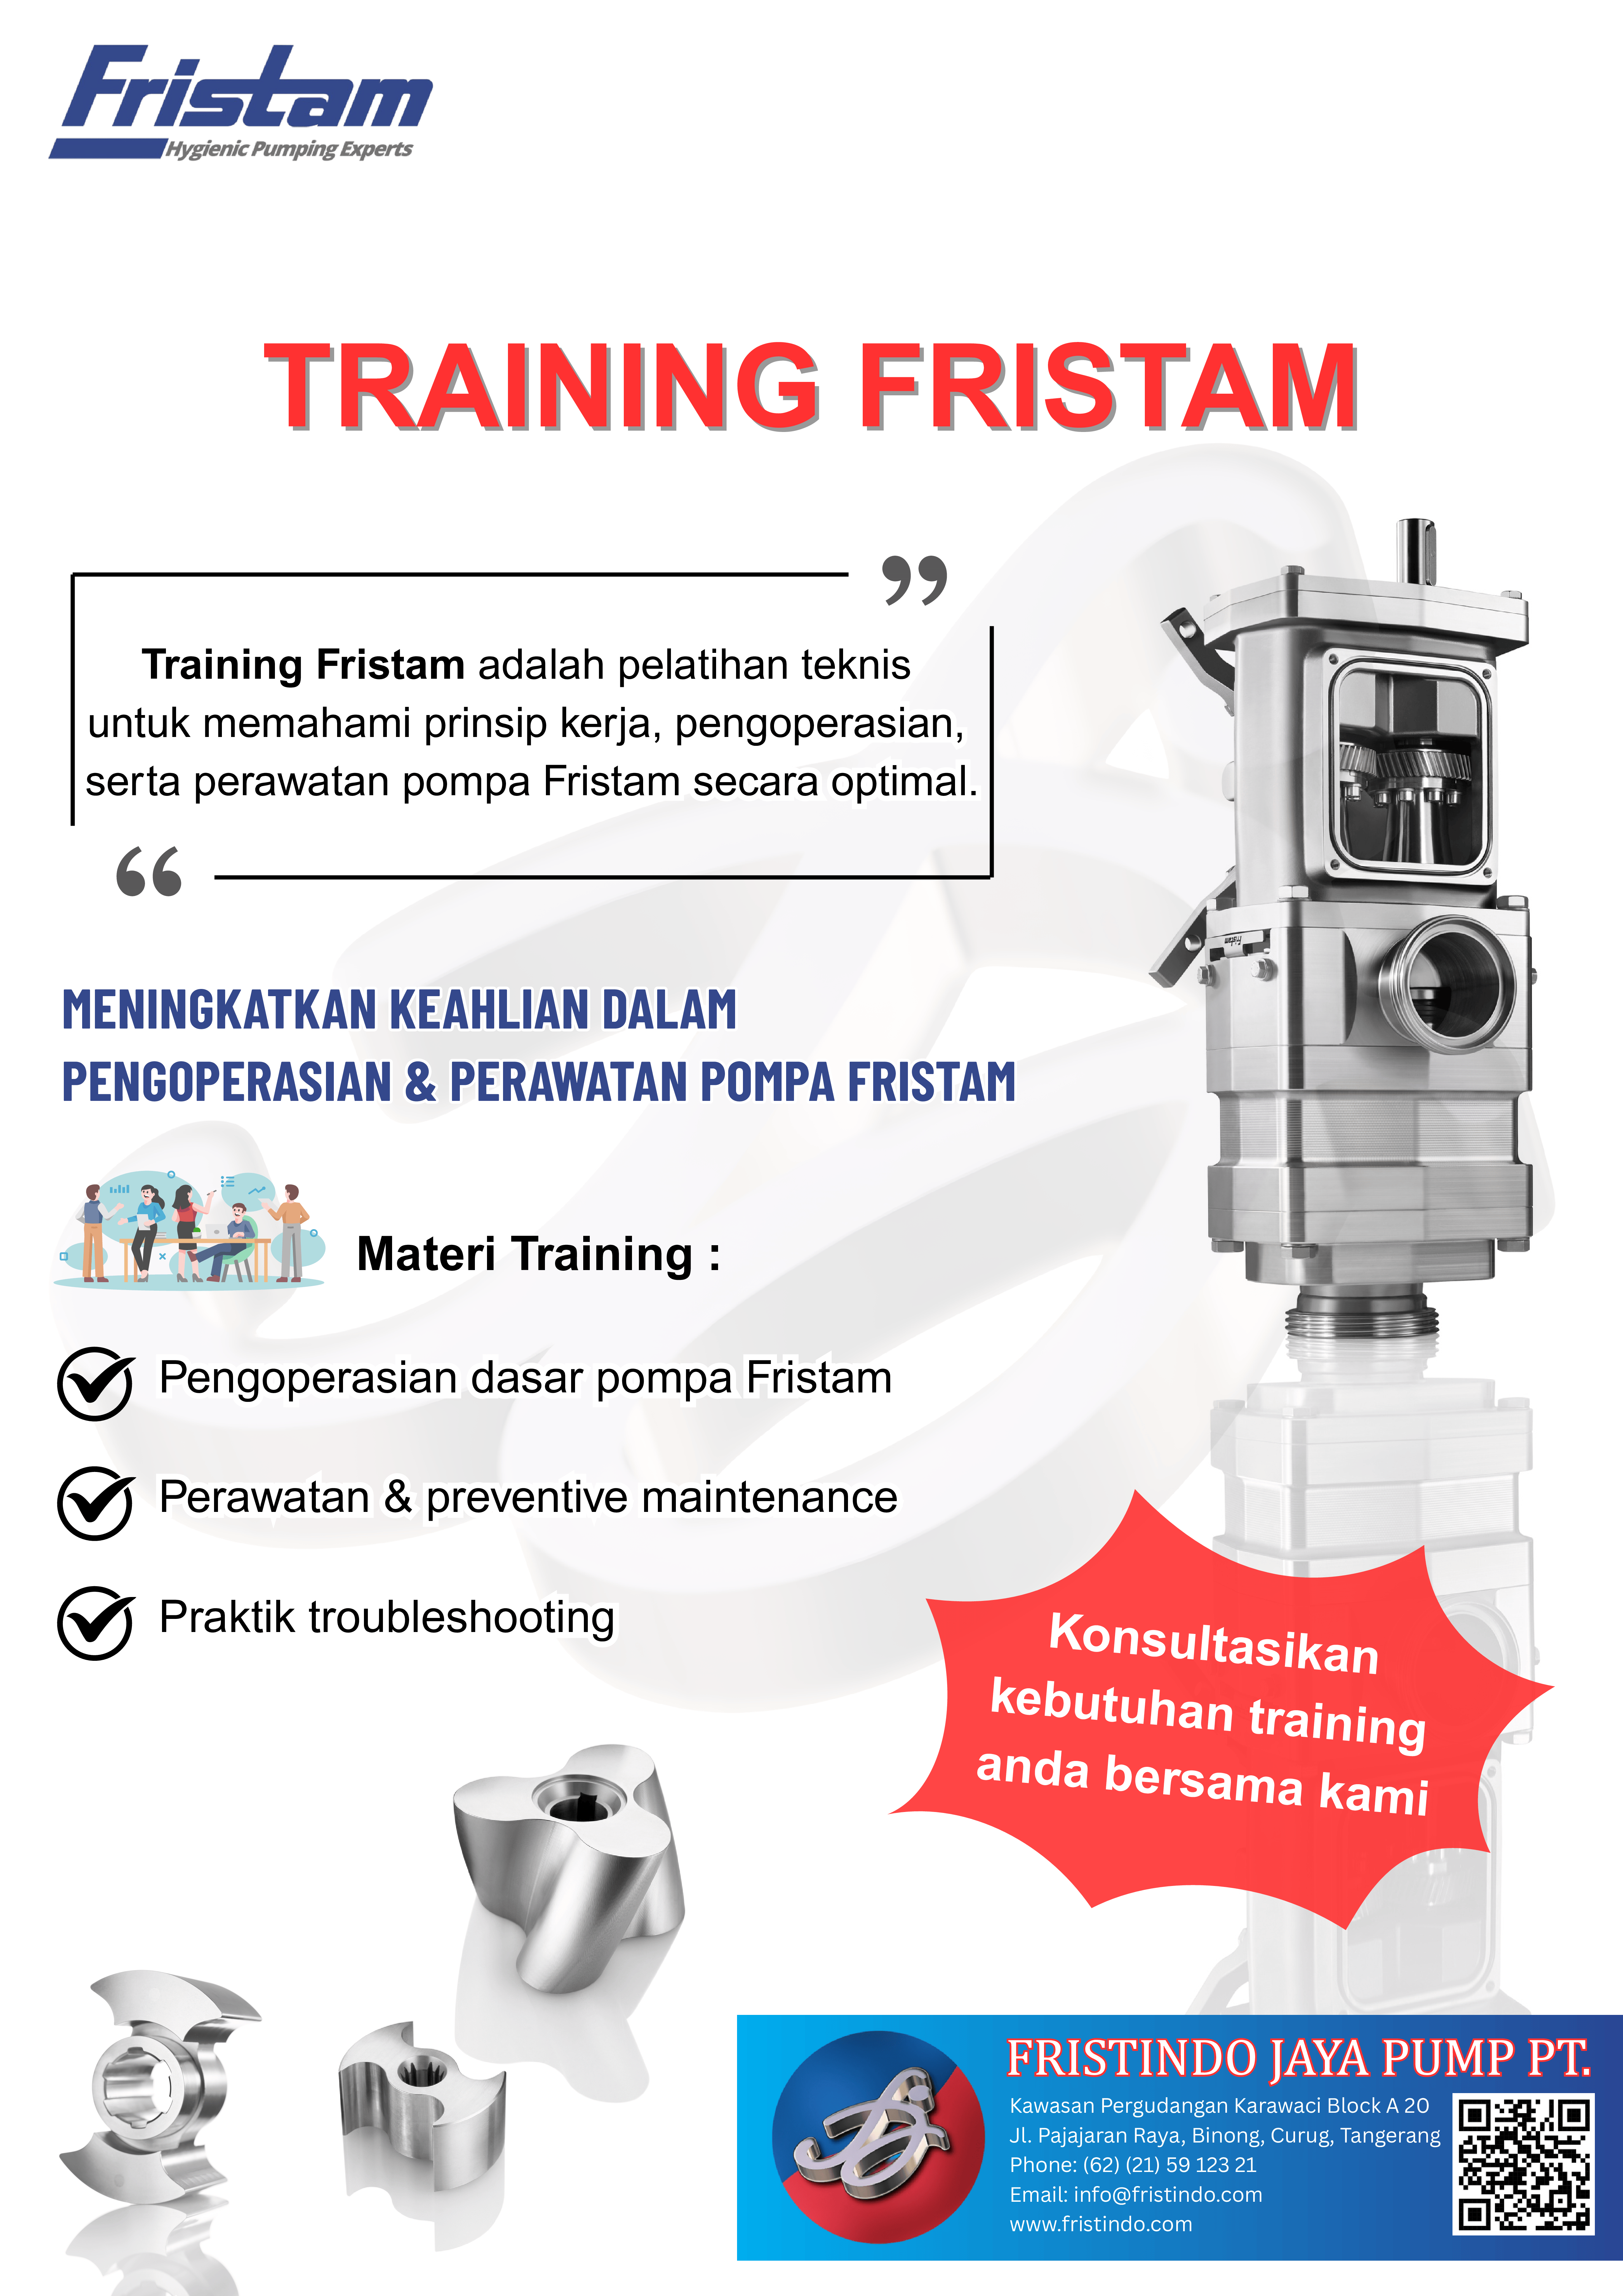 Fristam
Hygienic Pumping Experts
TRAINING FRISTAM
Training Fristam adalah pelatihan teknis
untuk memahami prinsip kerja, pengoperasian,
serta perawatan pompa Fristam secara optimal.
MENINGKATKAN KEAHLIAN DALAM
PENGOPERASIAN & PERAWATAN POMPA FRISTAM
Materi Training :
Pengoperasian dasar pompa Fristam
Perawatan & preventive maintenance
Praktik troubleshooting
Konsultasikan
kebutuhan training
anda bersama kami
FRISTINDO JAYA PUMP PT.
Kawasan Pergudangan Karawaci Block A 20
Jl. Pajajaran Raya, Binong, Curug, Tangerang
Phone: (62) (21) 59 123 21
Email: info@fristindo.com
www.fristindo.com